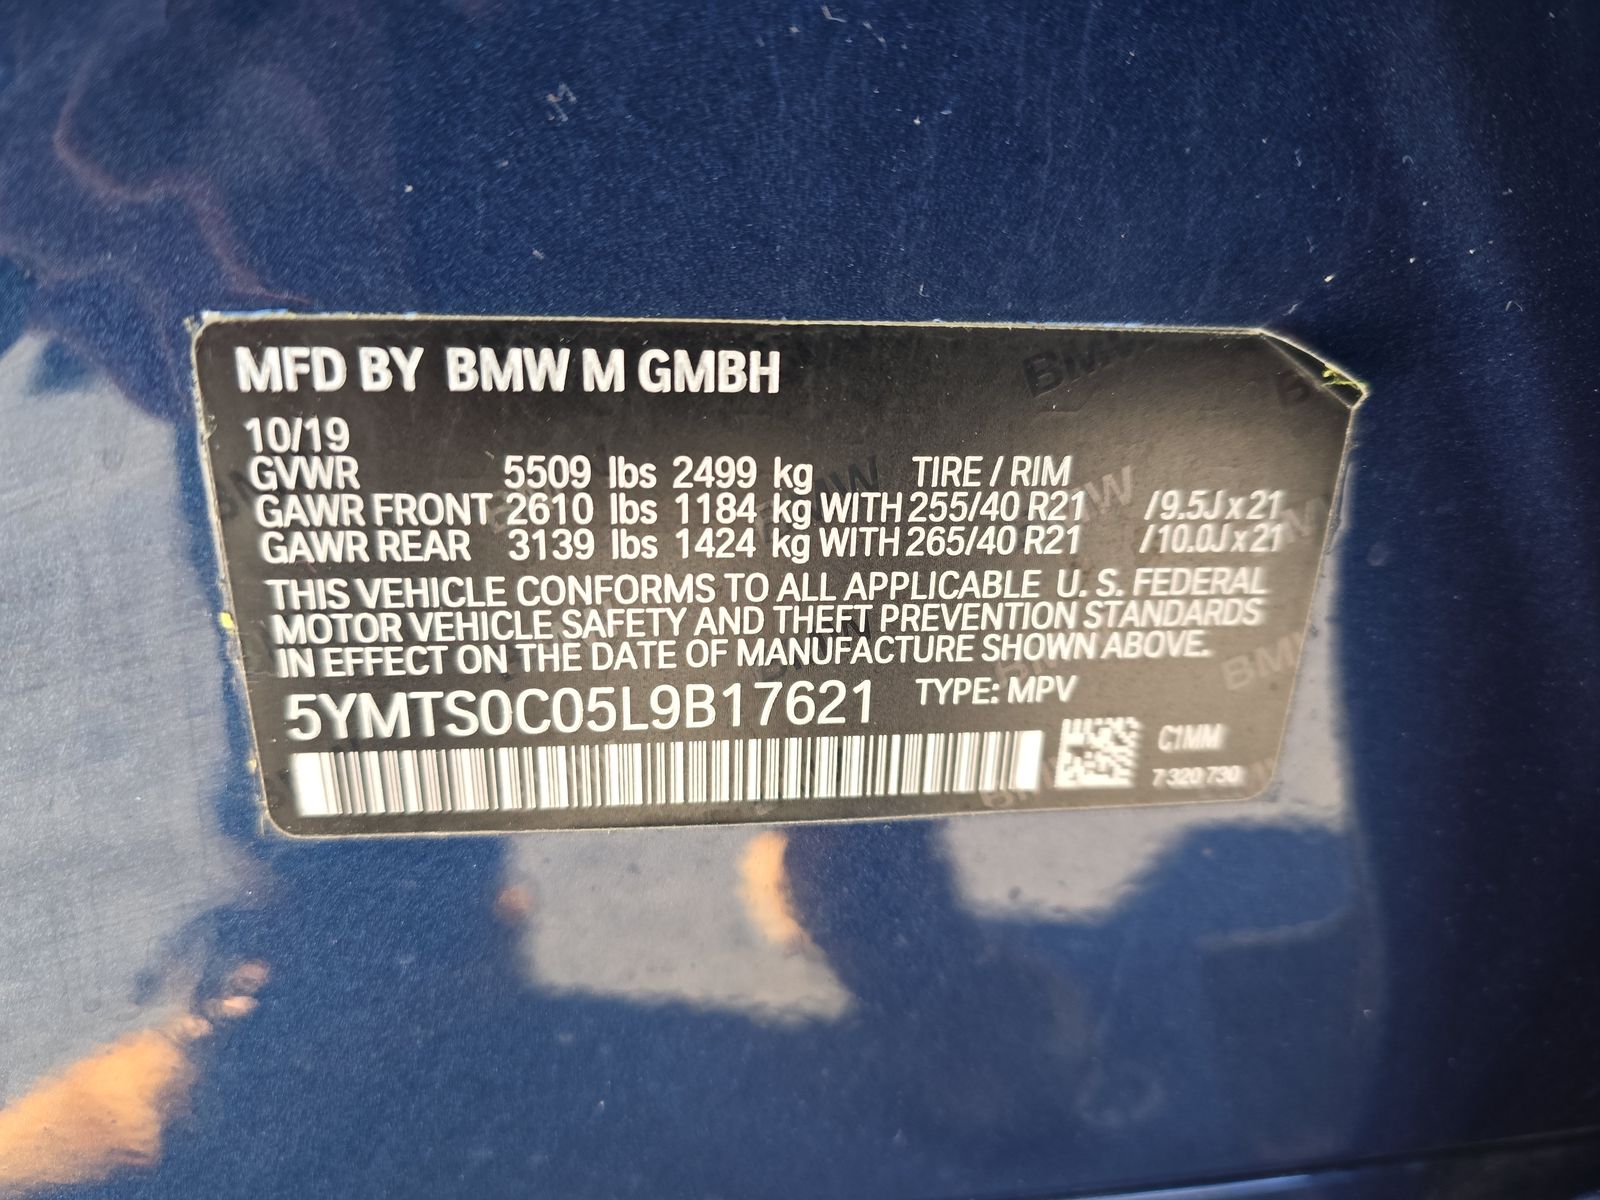 MFD BY BMW M GMBH
10/19
GVWR 5509 lbs 2499 kg TIRE / RIM
GAWR FRONT 2610 lbs 1184 kg WITH 255/40 R21 /9.5J x 21
GAWR REAR 3139 lbs 1424 kg WITH 265/40 R21 /10.0J x 21
THIS VEHICLE CONFORMS TO ALL APPLICABLE U. S. FEDERAL
MOTOR VEHICLE SAFETY AND THEFT PREVENTION STANDARDS
IN EFFECT ON THE DATE OF MANUFACTURE SHOWN ABOVE.
5YMTS0C05L9B17621 TYPE: MPV
C1MM
7 320 730